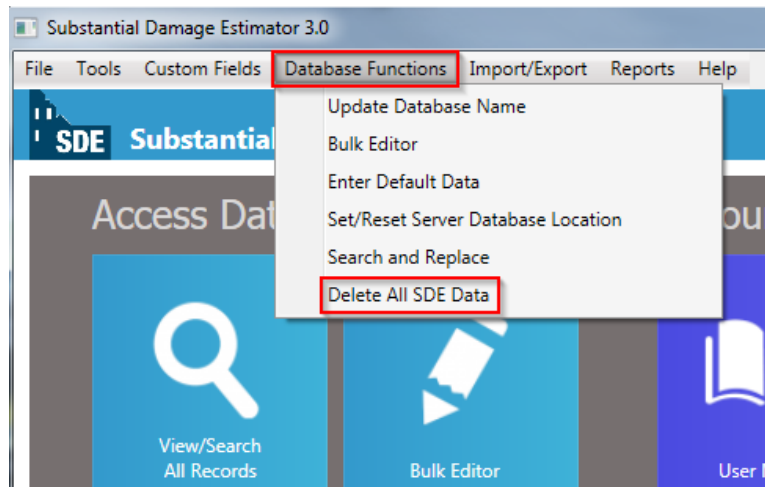 Substantial Damage Estimator 3.0
File Tools Custom Fields Database Functions Import/Export Reports Help
Update Database Name
SDE Substantial
Bulk Editor
Enter Default Data
Access Dat
Set/Reset Server Database Location
Search and Replace
Delete All SDE Data
View/Search
All Records
Bulk Editor
User